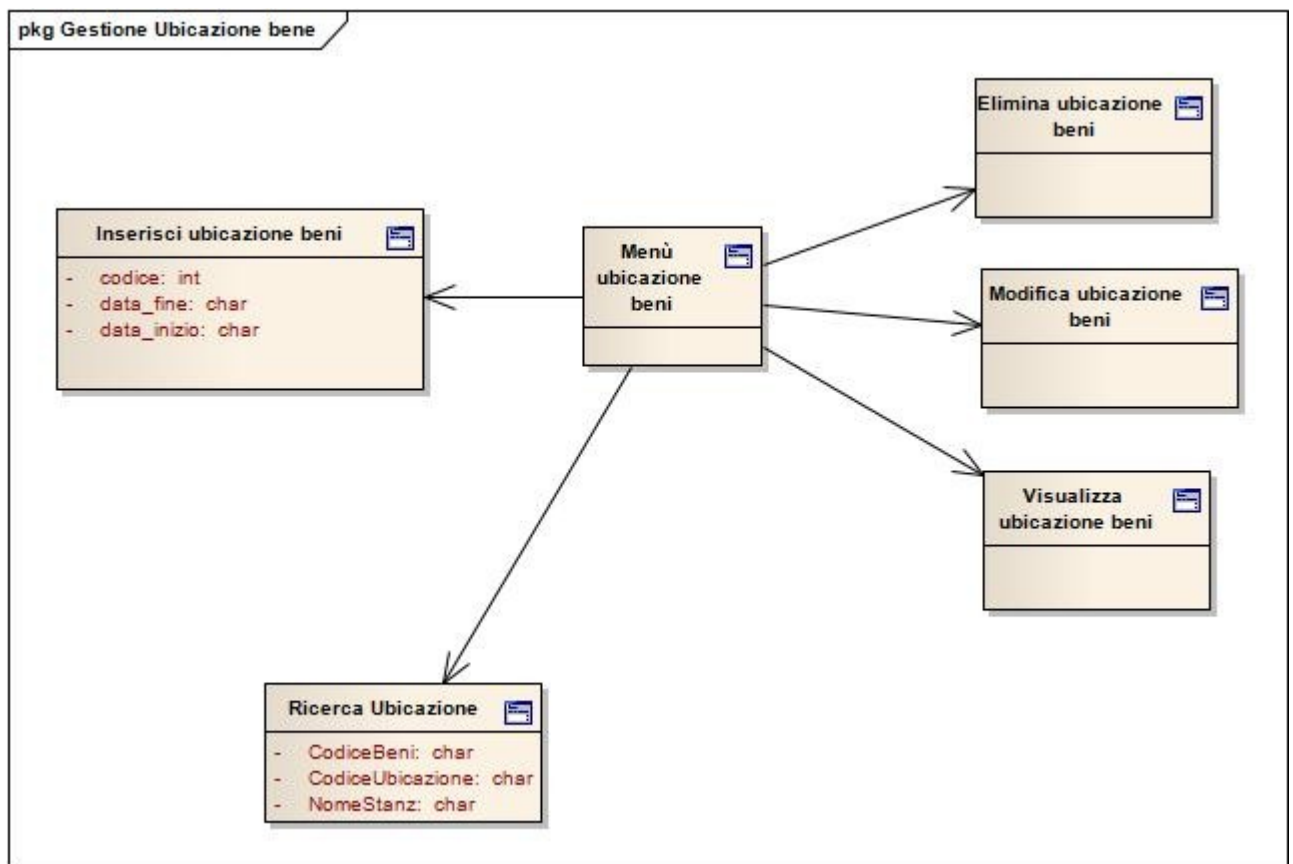 pkg Gestione Ubicazione bene
Elimina ubicazione
beni
Inserisci ubicazione beni
- codice: int
- data_fine: char
- data_inizio: char
Menù
ubicazione
beni
Modifica ubicazione
beni
Visualizza
ubicazione beni
Ricerca Ubicazione
- CodiceBeni: char
- CodiceUbicazione: char
- NomeStanz: char